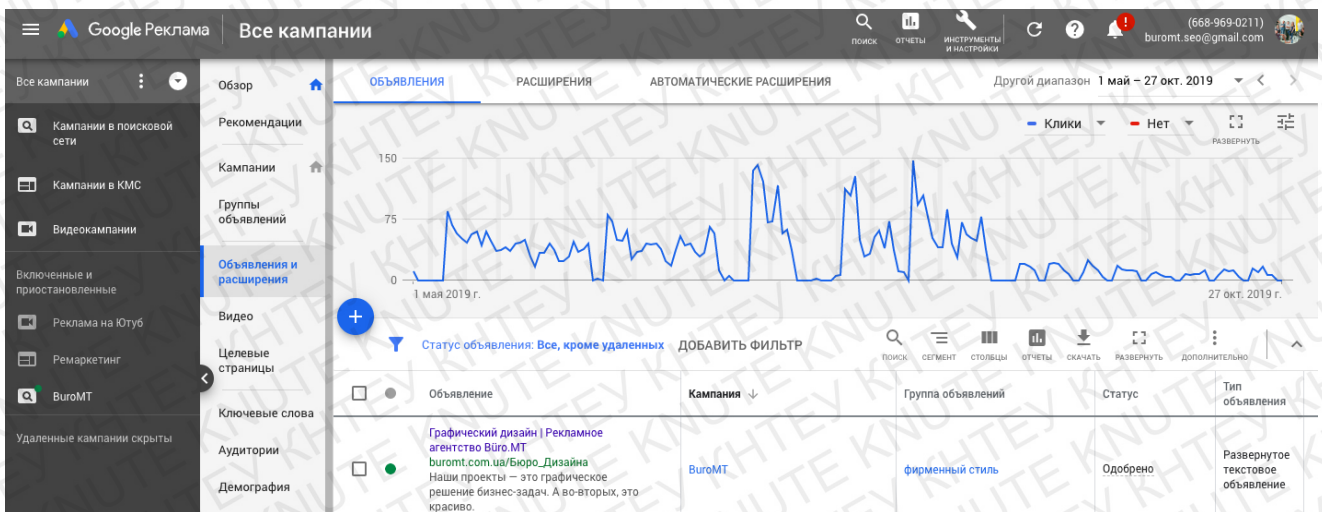 Google Реклама
Все кампании
ПОИСК
ОТЧЕТЫ
ИНСТРУМЕНТЫ
И НАСТРОЙКИ
(668-969-0211)
buromt.seo@gmail.com
Все кампании
Кампании в поисковой
сети
Кампании в КМС
Видеокампании
Включенные и
приостановленные
Реклама на Ютуб
Ремаркетинг
BuroMT
Удаленные кампании скрыты
Обзор
Рекомендации
Кампании
Группы
объявлений
Объявления и
расширения
Видео
Целевые
страницы
Ключевые слова
Аудитории
Демография
ОБЪЯВЛЕНИЯ
РАСШИРЕНИЯ
АВТОМАТИЧЕСКИЕ РАСШИРЕНИЯ
Другой диапазон 1 май – 27 окт. 2019
Клики
Нет
РАЗВЕРНУТЬ
150
75
0
1 мая 2019 г.
27 окт. 2019 г.
Статус объявления: Все, кроме удаленных
ДОБАВИТЬ ФИЛЬТР
ПОИСК
СЕГМЕНТ
СТОЛБЦЫ
ОТЧЕТЫ
СКАЧАТЬ
РАЗВЕРНУТЬ
ДОПОЛНИТЕЛЬНО
Объявление
Кампания
Группа объявлений
Статус
Тип
объявления
Графический дизайн | Рекламное
агентство Büro.MT
buromt.com.ua/Бюро_Дизайна
Наши проекты — это графическое
решение бизнес-задач. А во-вторых, это
красиво.
BuroMT
фирменный стиль
Одобрено
Развернутое
текстовое
объявление
KNUTE KHTEY